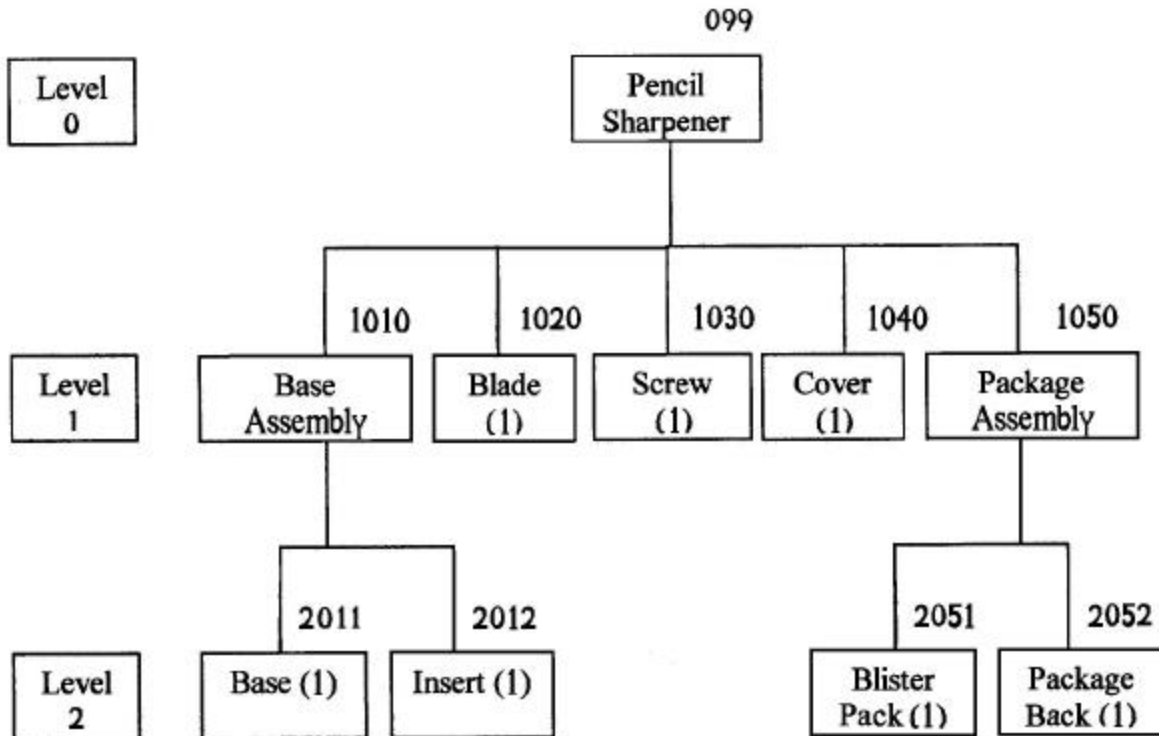 099
Level
0
Pencil
Sharpener
1010
1020
1030
1040
1050
Level
1
Base
Assembly
Blade
(1)
Screw
(1)
Cover
(1)
Package
Assembly
2011
2012
2051
2052
Level
2
Base (1)
Insert (1)
Blister
Pack (1)
Package
Back (1)